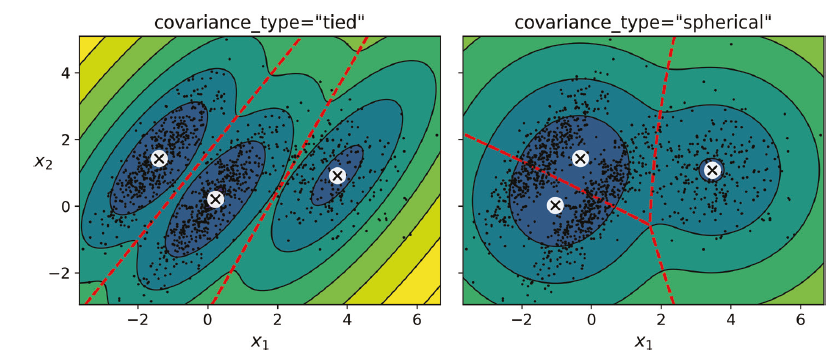 covariance_type="tied"
covariance_type="spherical"
x₂
4
2
0
−2
−2 0 2 4 6
−2 0 2 4 6
x₁
x₁